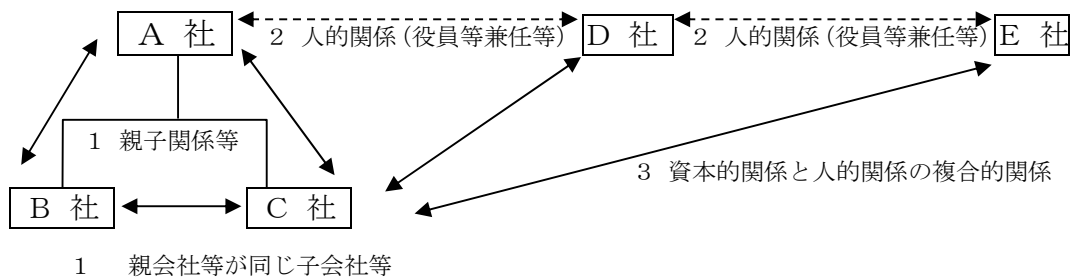 A 社
2 人的関係(役員等兼任等)
D 社
2 人的関係(役員等兼任等)
E 社
1 親子関係等
3 資本的関係と人的関係の複合的関係
B 社
C 社
1 親会社等が同じ子会社等